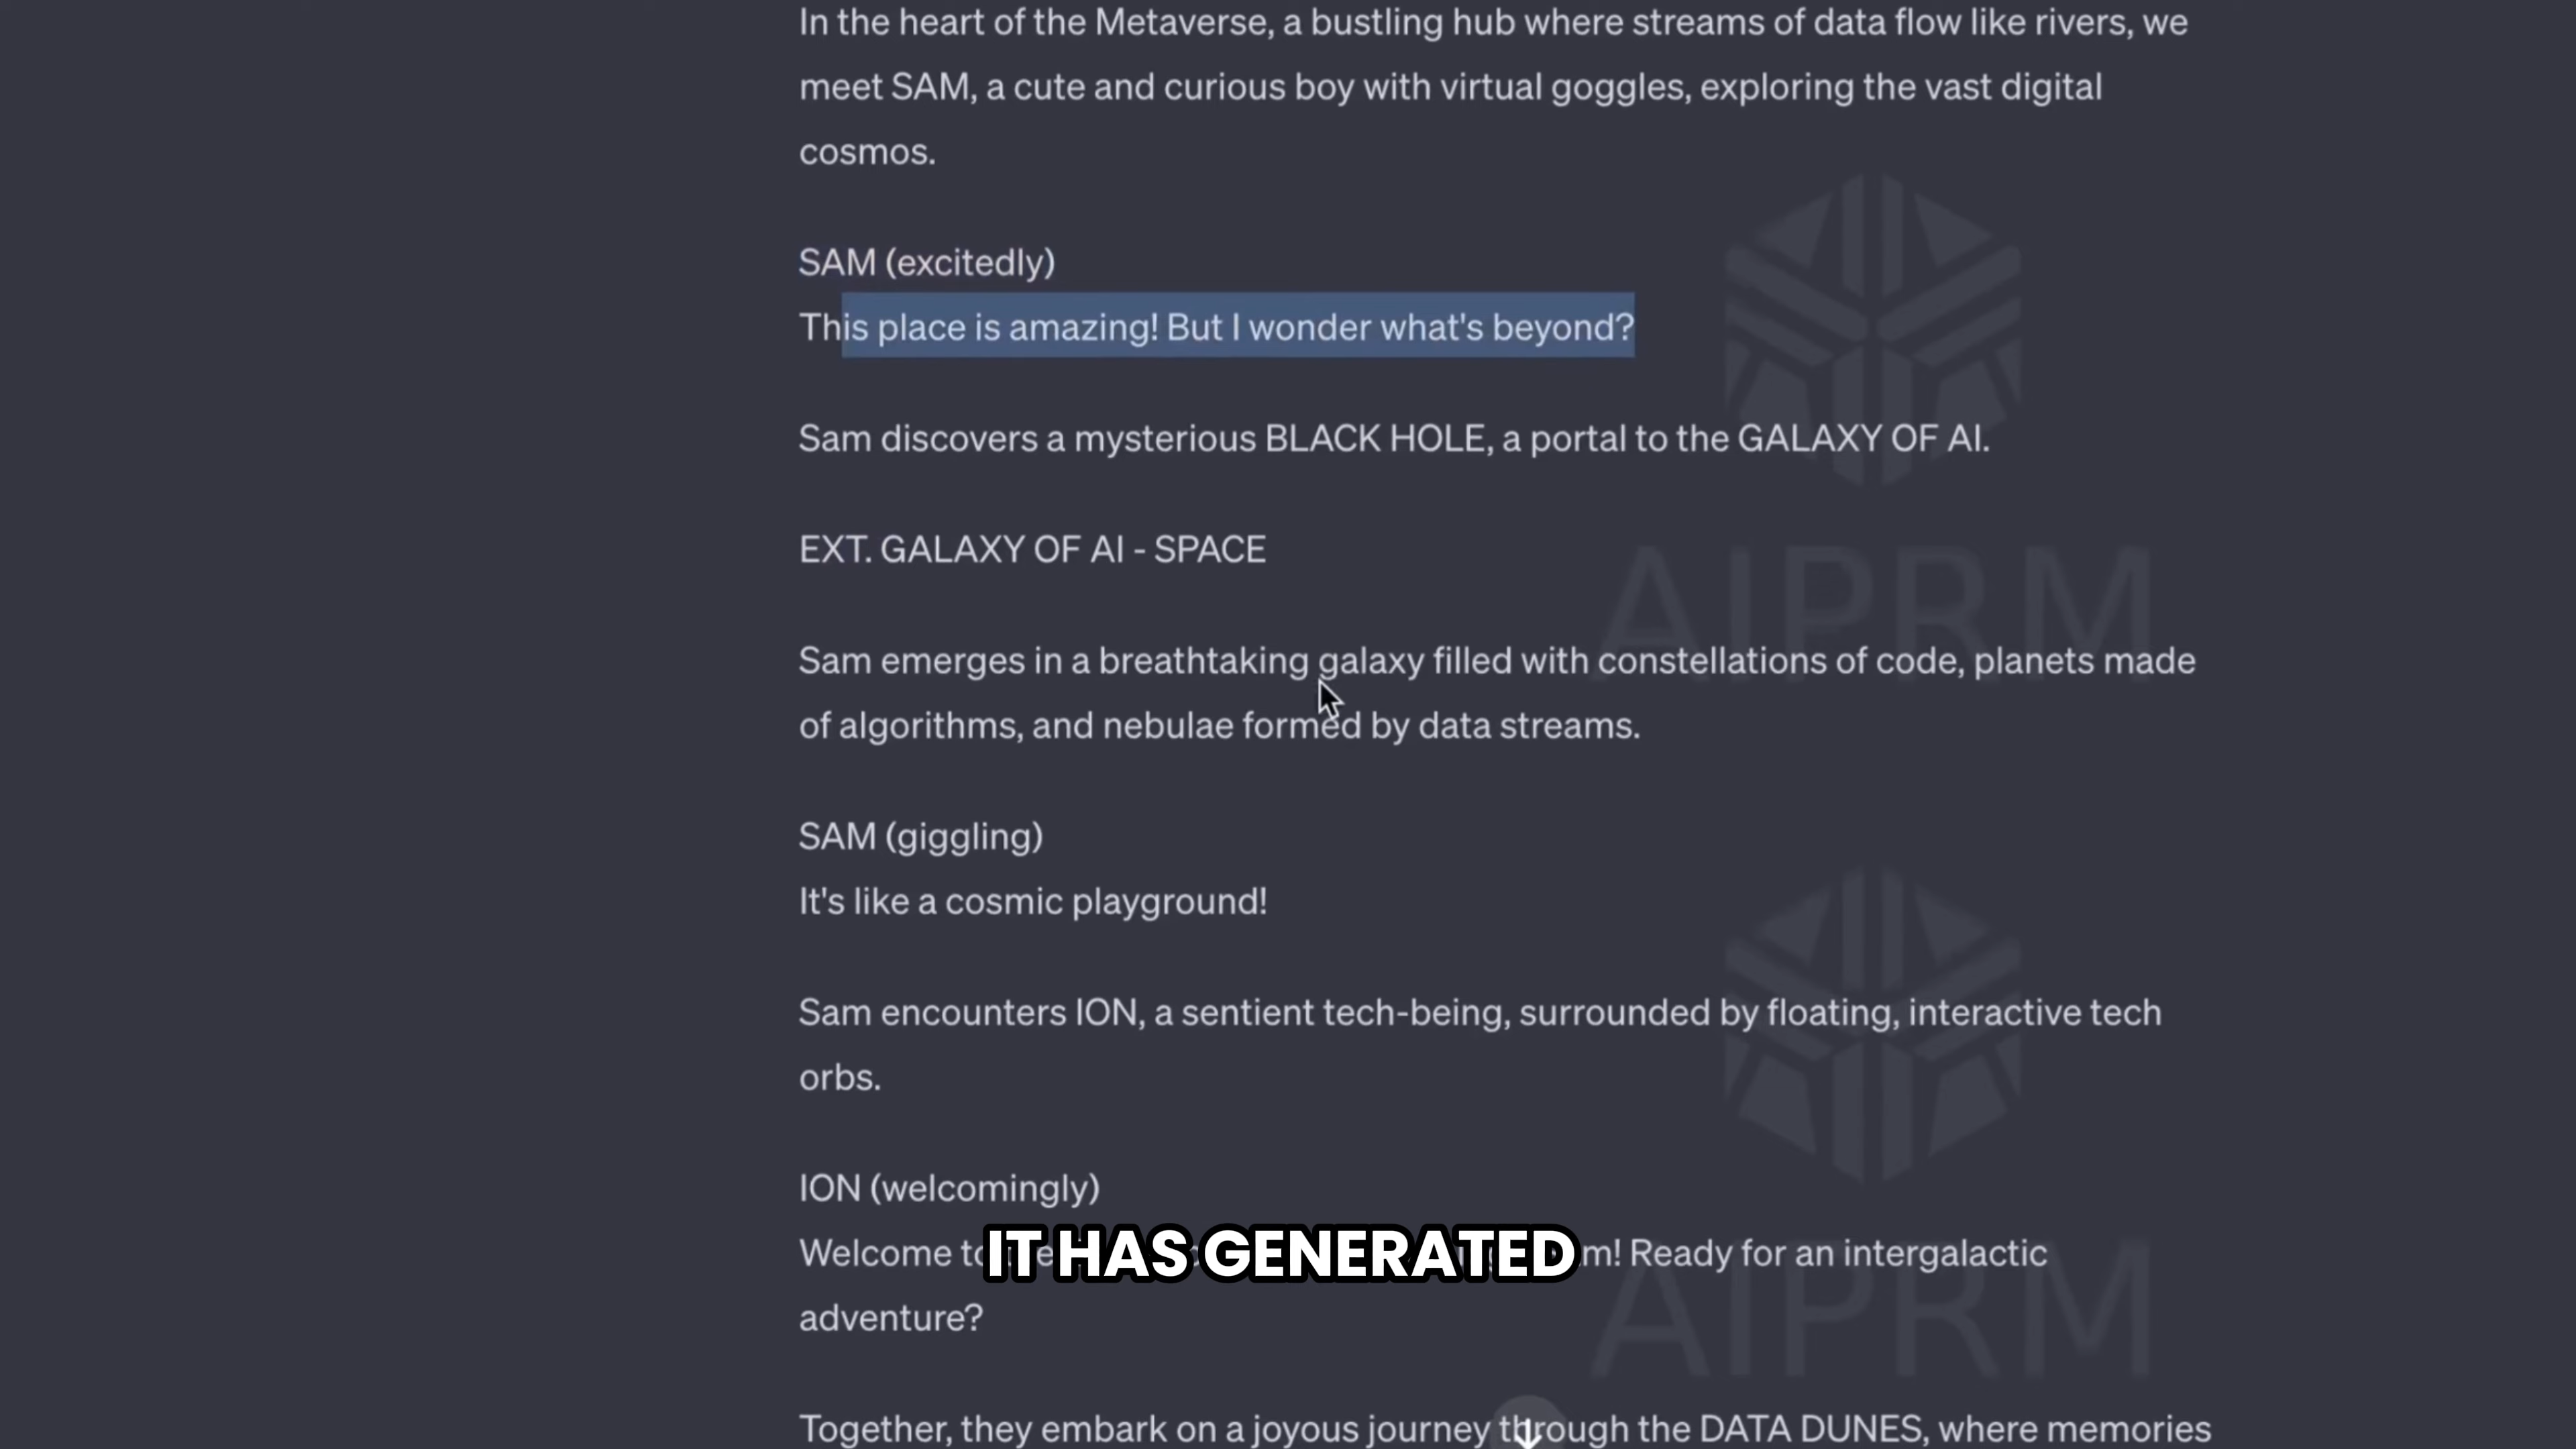 In the heart of the Metaverse, a bustling hub where streams of data flow like rivers, we
meet SAM, a cute and curious boy with virtual goggles, exploring the vast digital
cosmos.
SAM (excitedly)
This place is amazing! But I wonder what's beyond?
Sam discovers a mysterious BLACK HOLE, a portal to the GALAXY OF AI.
EXT. GALAXY OF AI - SPACE
AIPRM
Sam emerges in a breathtaking galaxy filled with constellations of code, planets made
of algorithms, and nebulae formed by data streams.
SAM (giggling)
It's like a cosmic playground!
Sam encounters ION, a sentient tech-being, surrounded by floating, interactive tech
orbs.
ION (welcomingly)
Welcome Ready for an intergalactic
IT HAS GENERATED
adventure?
AIPRM
Together, they embark on a joyous journey through the DATA DUNES, where memories